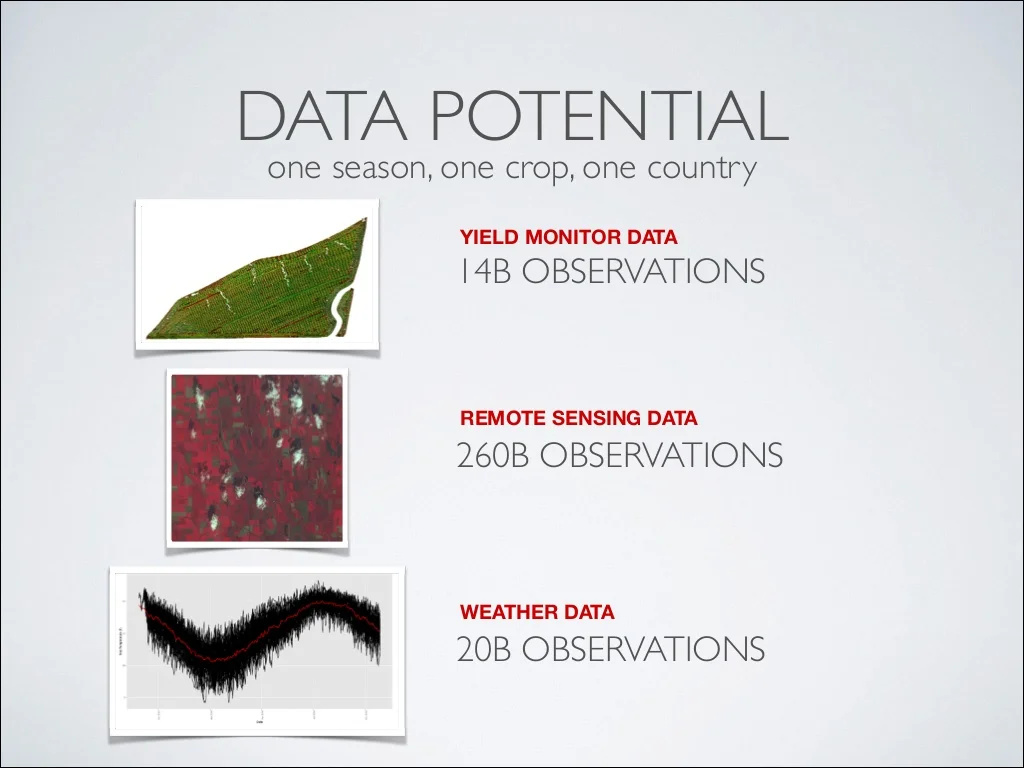 DATA POTENTIAL
one season, one crop, one country
YIELD MONITOR DATA
14B OBSERVATIONS
REMOTE SENSING DATA
260B OBSERVATIONS
WEATHER DATA
20B OBSERVATIONS